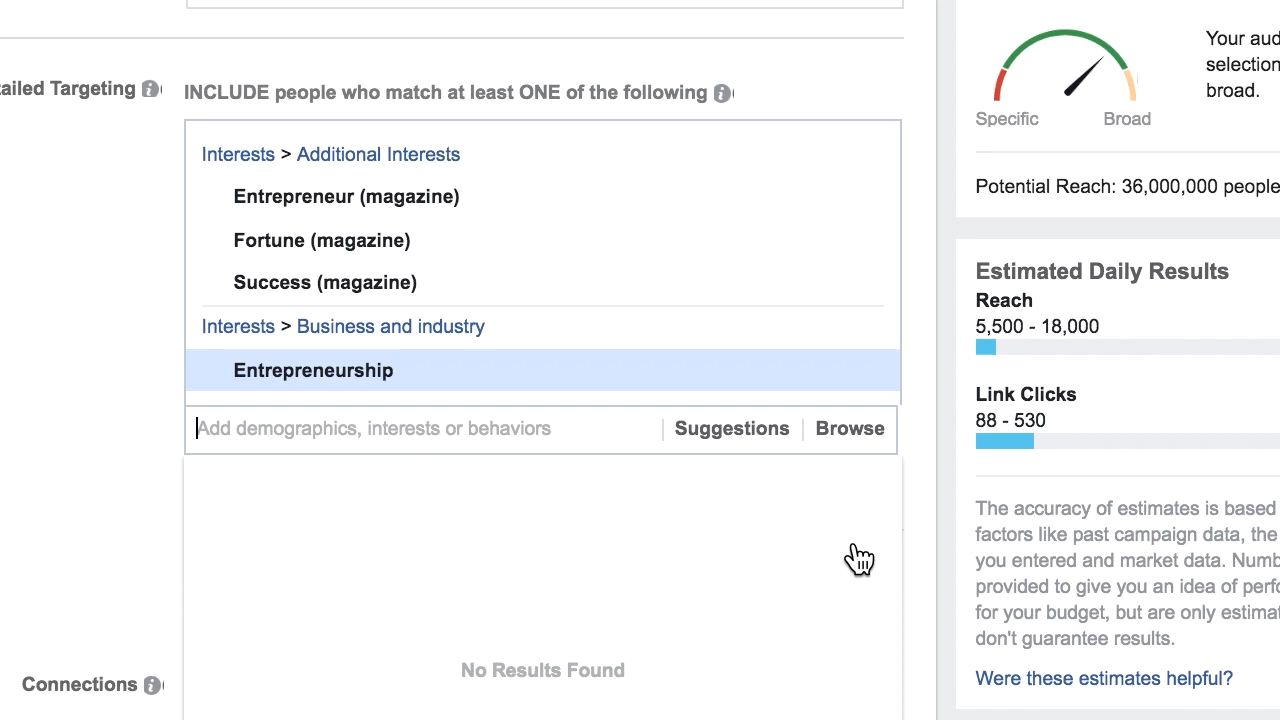 ailed Targeting
INCLUDE people who match at least ONE of the following
Interests > Additional Interests
Entrepreneur (magazine)
Fortune (magazine)
Success (magazine)
Interests > Business and industry
Entrepreneurship
Add demographics, interests or behaviors
Suggestions
Browse
No Results Found
Connections
Your aud
selection
broad.
Specific
Broad
Potential Reach: 36,000,000 people
Estimated Daily Results
Reach
5,500 - 18,000
Link Clicks
88 - 530
The accuracy of estimates is based
factors like past campaign data, the
you entered and market data. Numb
provided to give you an idea of perfo
for your budget, but are only estimat
don't guarantee results.
Were these estimates helpful?